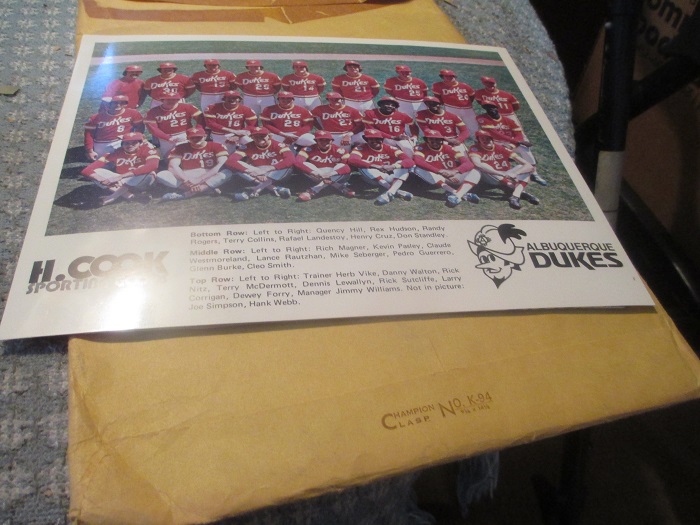 Dukes
Bottom Row: Left to Right: Quency Hill, Rex Hudson, Randy
Rogers, Terry Collins, Rafael Landestoy, Henry Cruz, Don Standley.
Middle Row: Left to Right: Rich Magner, Kevin Pasley, Claude
Westmoreland, Lance Rautzhan, Mike Seberger, Pedro Guerrero,
Glenn Burke, Cleo Smith.
Top Row: Left to Right: Trainer Herb Vike, Danny Walton, Rick
Nitz, Terry McDermott, Dennis Lewallyn, Rick Sutcliffe, Larry
Corrigan, Dewey Forry, Manager Jimmy Williams. Not in picture:
Joe Simpson, Hank Webb.
H. COOK
ALBUQUERQUE
DUKES
CHAMPION No. K-94
CLASP